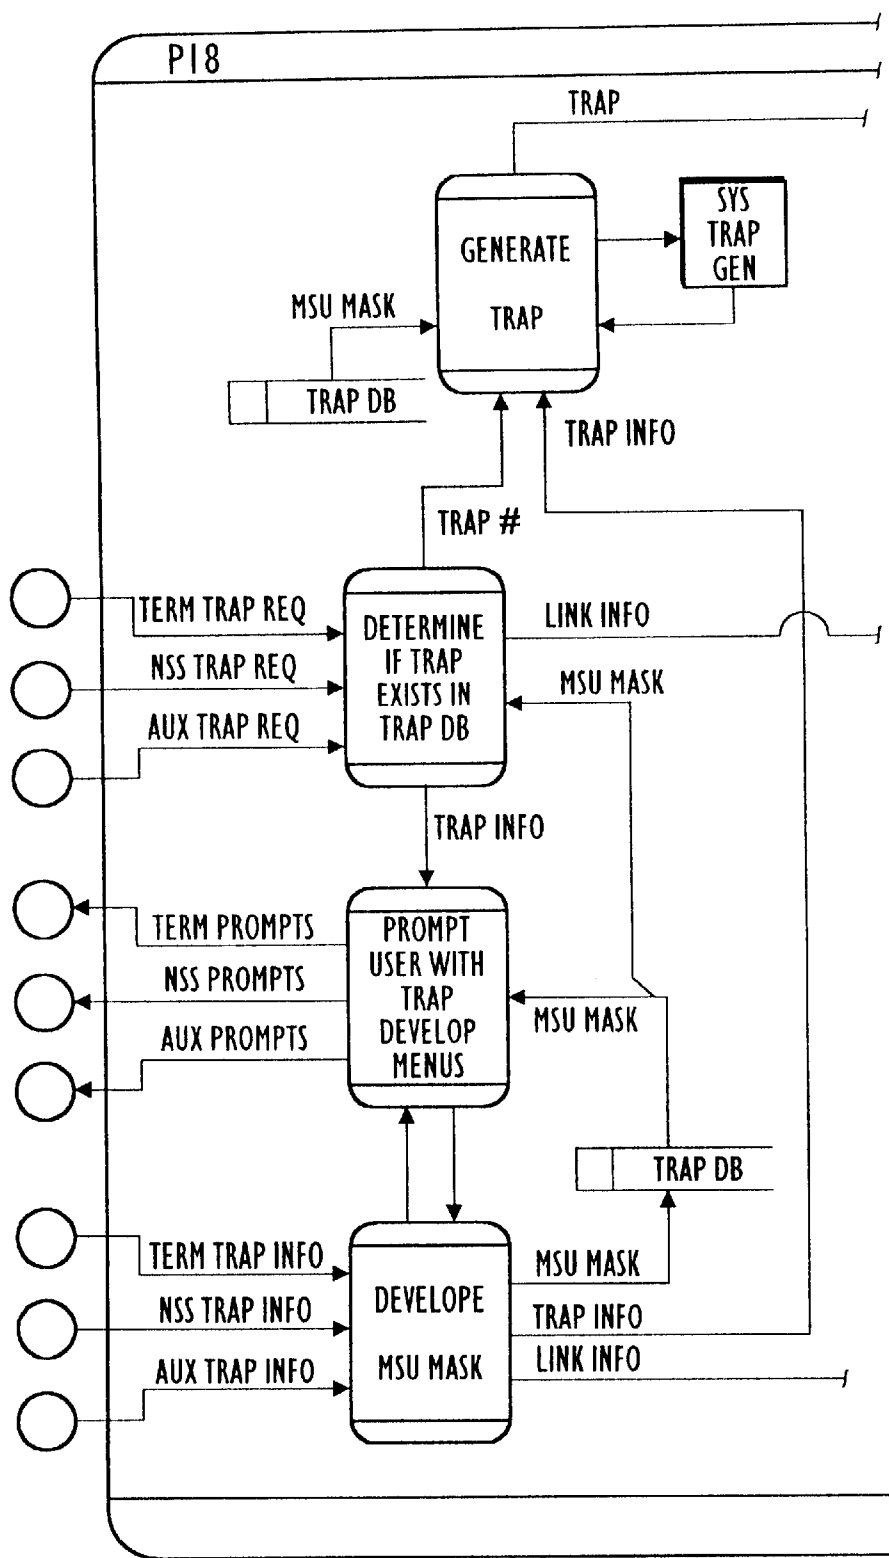 P18
TRAP
GENERATE
TRAP
SYS
TRAP
GEN
MSU MASK
TRAP DB
TRAP INFO
TRAP #
TERM TRAP REQ
NSS TRAP REQ
AUX TRAP REQ
DETERMINE
IF TRAP
EXISTS IN
TRAP DB
LINK INFO
MSU MASK
TRAP INFO
TERM PROMPTS
NSS PROMPTS
AUX PROMPTS
PROMPT
USER WITH
TRAP
DEVELOP
MENUS
MSU MASK
TRAP DB
TERM TRAP INFO
NSS TRAP INFO
AUX TRAP INFO
DEVELOPE
MSU MASK
MSU MASK
TRAP INFO
LINK INFO